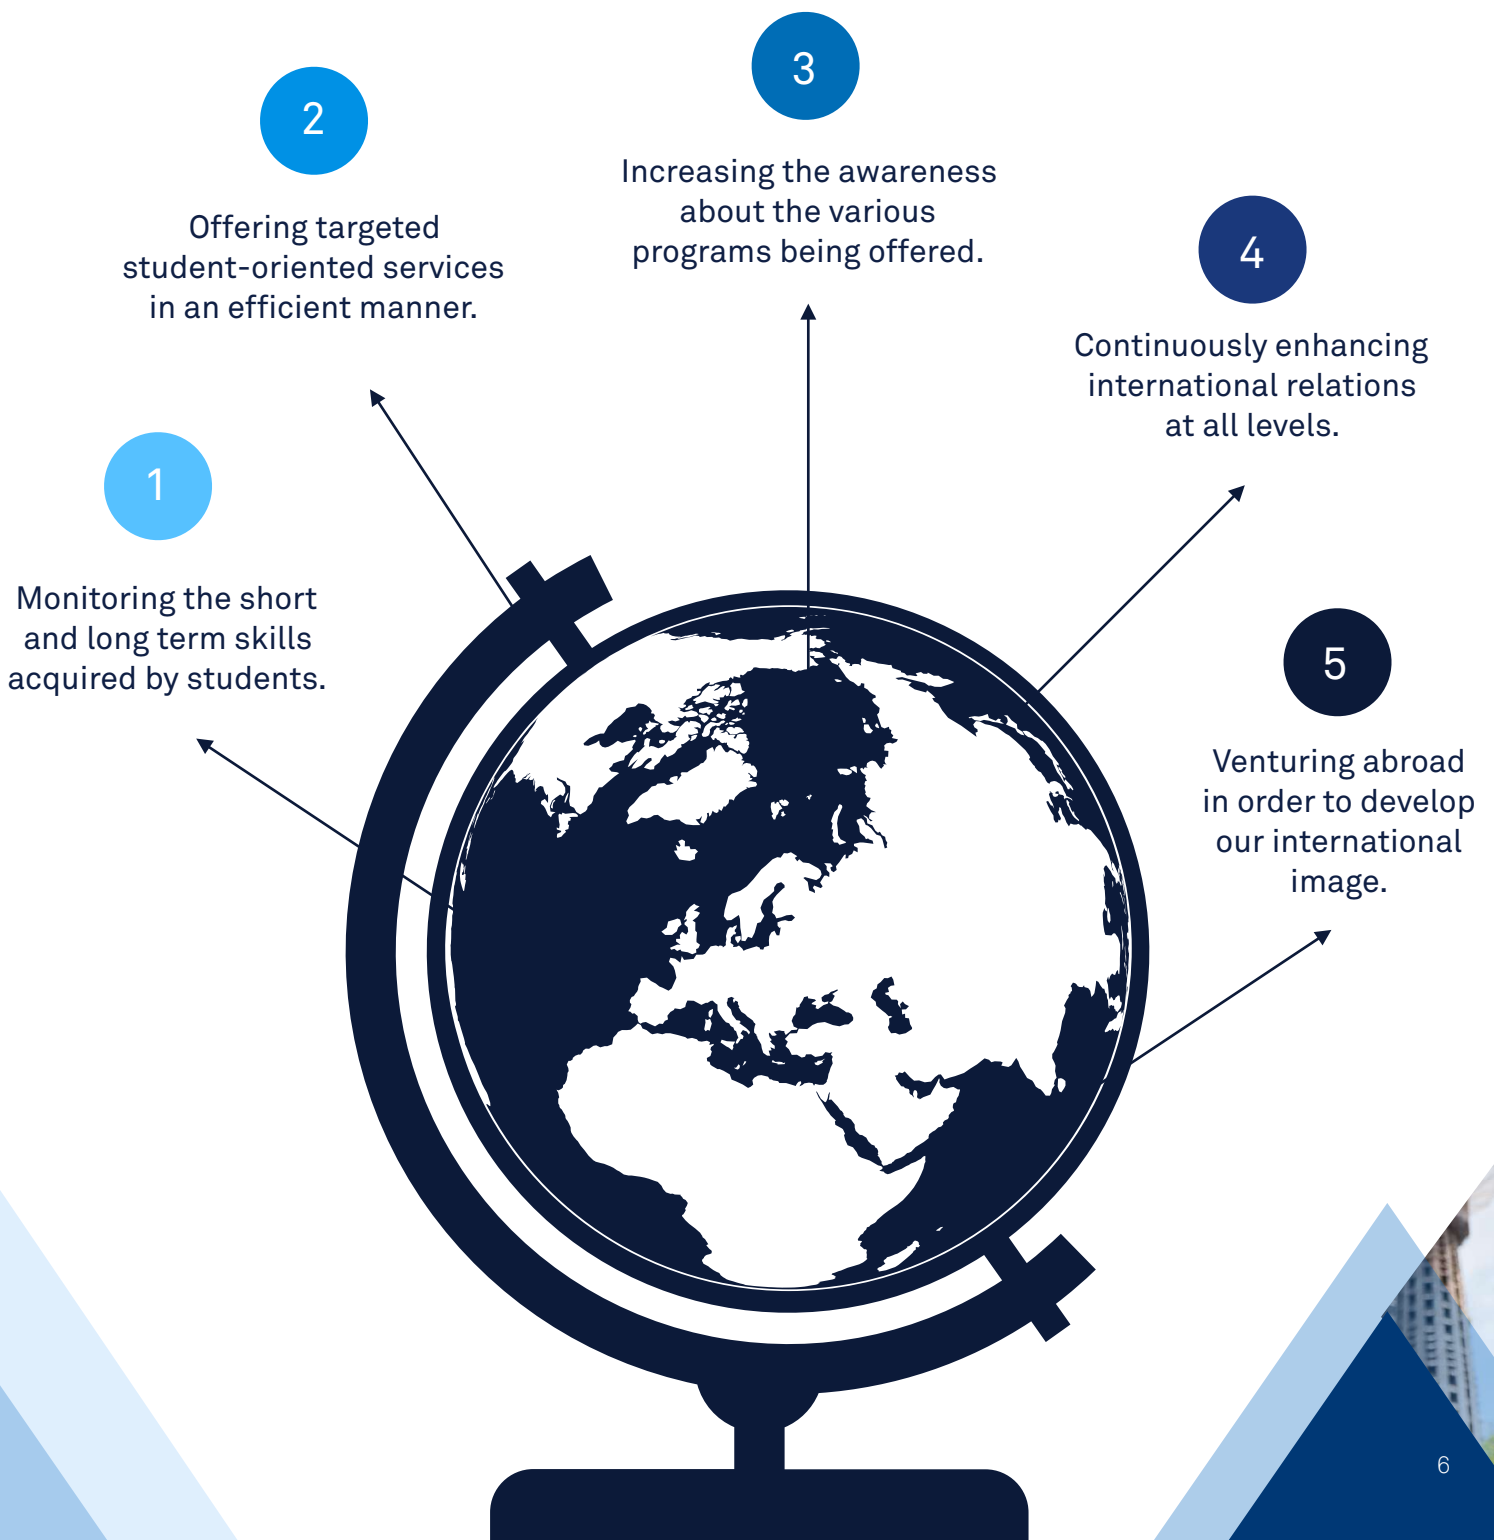 1
Monitoring the short
and long term skills
acquired by students.
2
Offering targeted
student-oriented services
in an efficient manner.
3
Increasing the awareness
about the various
programs being offered.
4
Continuously enhancing
international relations
at all levels.
5
Venturing abroad
in order to develop
our international
image.
6